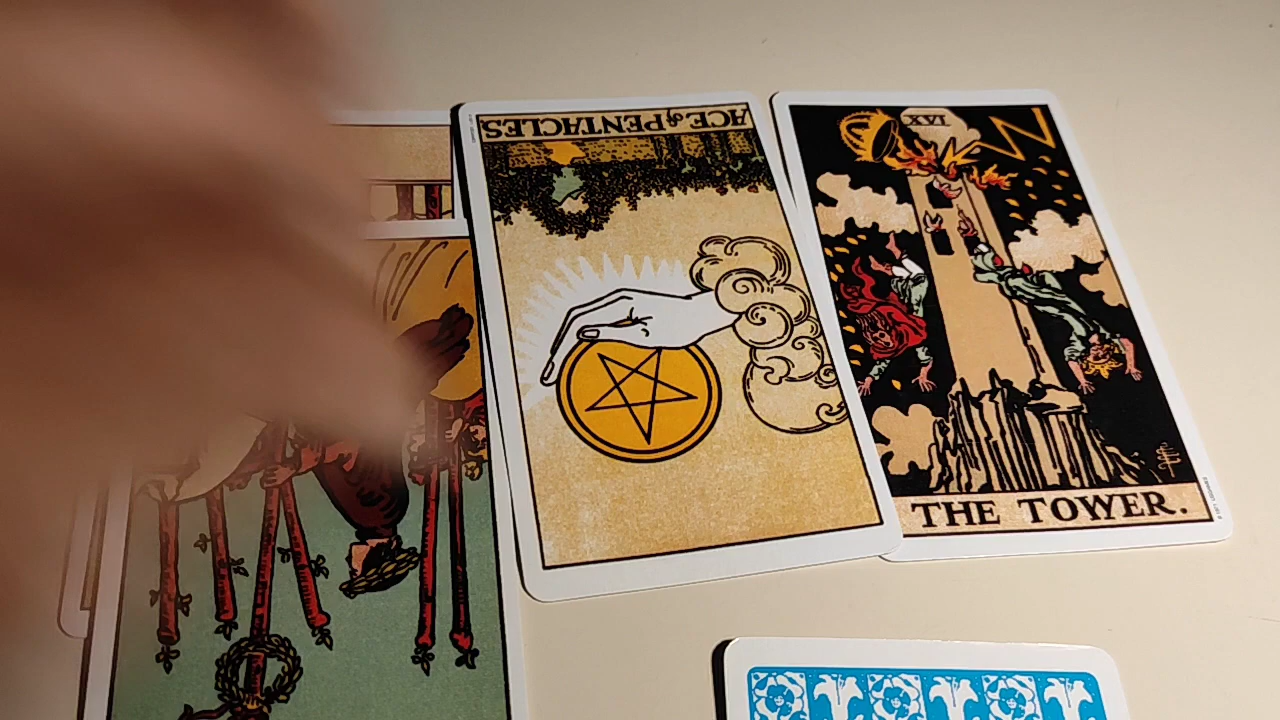 ACE of PENTACLES.
XVI
THE TOWER.